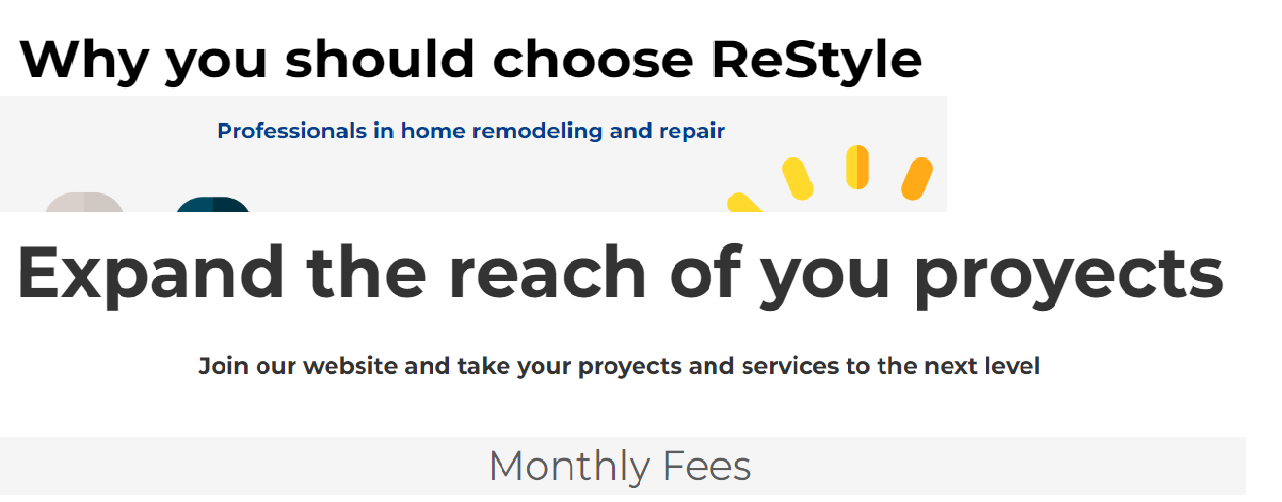 Why you should choose ReStyle
Professionals in home remodeling and repair
Expand the reach of you proyects
Join our website and take your proyects and services to the next level
Monthly Fees